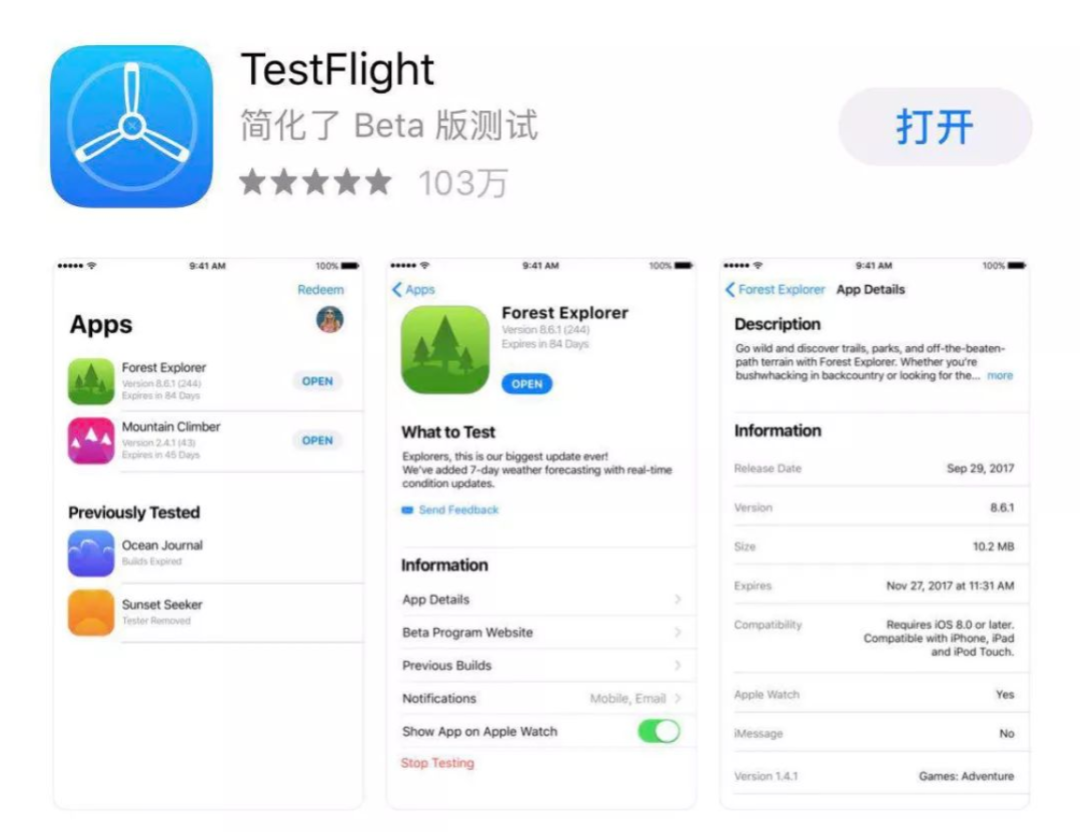 TestFlight
简化了 Beta 版测试
103万
打开
9:41 AM
100%
Redeem
Apps
Forest Explorer
Version 8.6.1 (244)
Expires in 84 Days
OPEN
Mountain Climber
Version 2.4.1 (43)
Expires in 45 Days
OPEN
Previously Tested
Ocean Journal
Builds Expired
Sunset Seeker
Tester Removed
9:41 AM
100%
Apps
Forest Explorer
Version 8.6.1 (244)
Expires in 84 Days
OPEN
What to Test
Explorers, this is our biggest update ever!
We've added 7-day weather forecasting with real-time
condition updates.
Send Feedback
Information
App Details
Beta Program Website
Previous Builds
Notifications Mobile, Email
Show App on Apple Watch
Stop Testing
9:41 AM
100%
Forest Explorer App Details
Description
Go wild and discover trails, parks, and off-the-beaten-
path terrain with Forest Explorer. Whether you're
bushwhacking in backcountry or looking for the... more
Information
Release Date Sep 29, 2017
Version 8.6.1
Size 10.2 MB
Expires Nov 27, 2017 at 11:31 AM
Compatibility Requires iOS 8.0 or later.
Compatible with iPhone, iPad
and iPod Touch.
Apple Watch Yes
iMessage No
Version 1.4.1 Games: Adventure